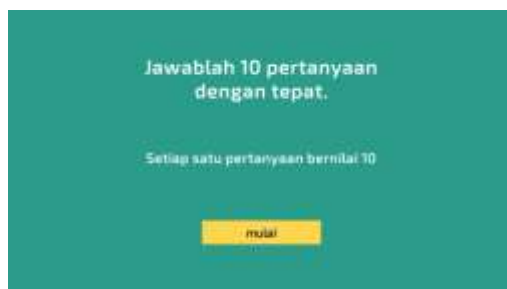 Jawablah 10 pertanyaan
dengan tepat.
Setiap satu pertanyaan bernilai 10
mulai